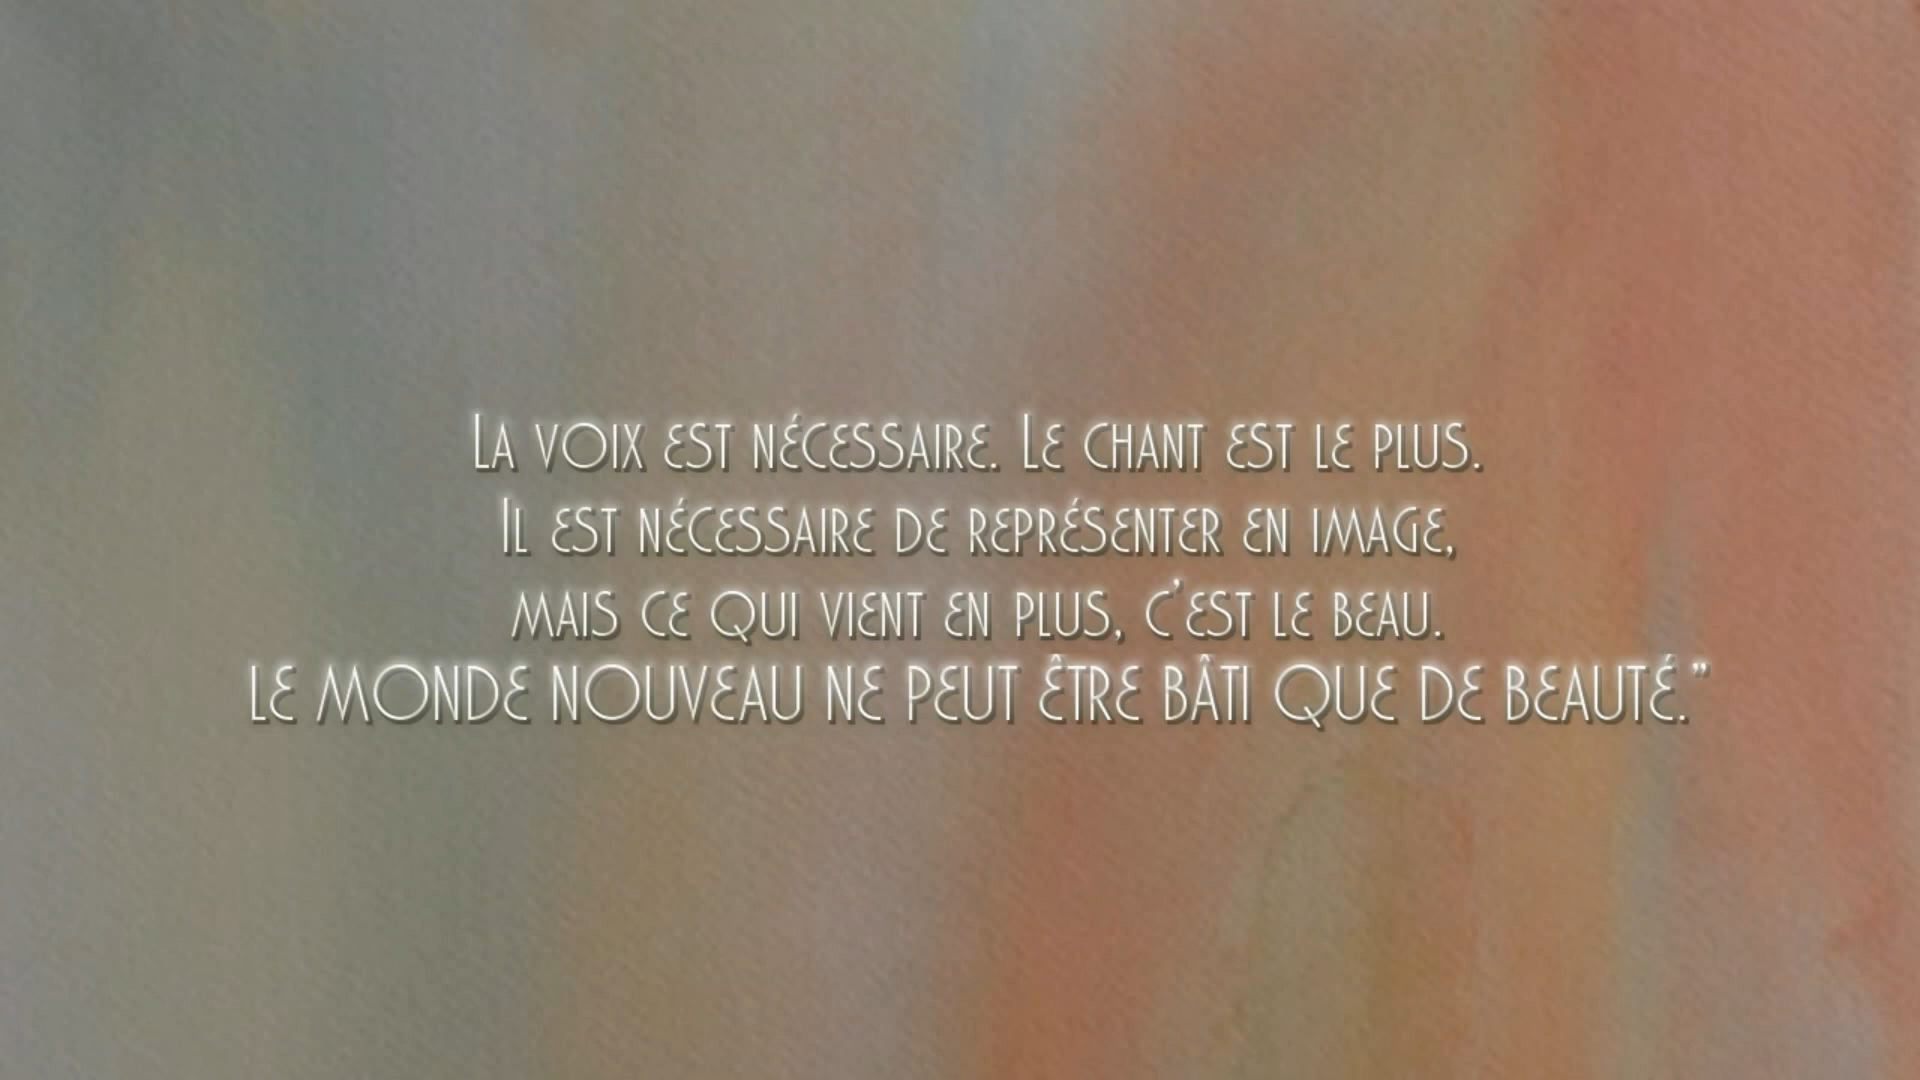 La voix est nécessaire. Le chant est le plus.
Il est nécessaire de représenter en image,
mais ce qui vient en plus, c'est le beau.
le monde nouveau ne peut être bâti que de beauté."